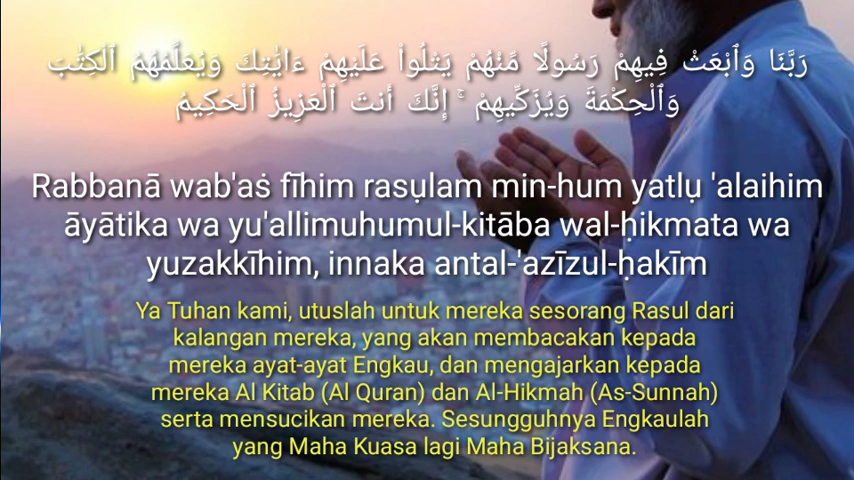 رَبَّنَا وَٱبْعَثْ فِيهِمْ رَسُولًا مِّنْهُمْ يَتْلُوا۟ عَلَيْهِمْ ءَايَٰتِكَ وَيُعَلِّمُهُمُ ٱلْكِتَٰبَ
وَٱلْحِكْمَةَ وَيُزَكِّيهِمْ ۚ إِنَّكَ أَنتَ ٱلْعَزِيزُ ٱلْحَكِيمُ
Rabbanā wab'aṡ fīhim rasụlam min-hum yatlụ 'alaihim
āyātika wa yu'allimuhumul-kitāba wal-ḥikmata wa
yuzakkīhim, innaka antal-'azīzul-ḥakīm
Ya Tuhan kami, utuslah untuk mereka sesorang Rasul dari
kalangan mereka, yang akan membacakan kepada
mereka ayat-ayat Engkau, dan mengajarkan kepada
mereka Al Kitab (Al Quran) dan Al-Hikmah (As-Sunnah)
serta mensucikan mereka. Sesungguhnya Engkaulah
yang Maha Kuasa lagi Maha Bijaksana.